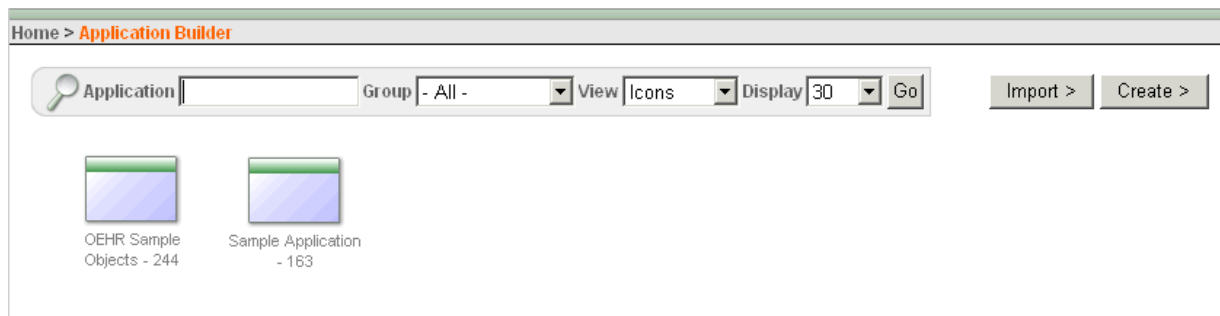 Home > Application Builder
Application Group - All - View Icons Display 30 Go Import > Create >
OEHR Sample
Objects - 244
Sample Application
- 163